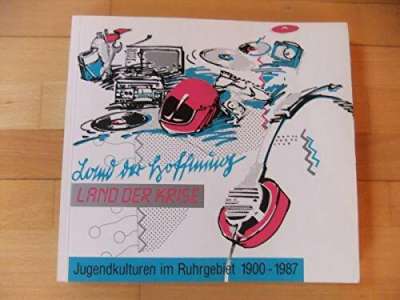 Land der Hoffnung
LAND DER KRISE
Jugendkulturen im Ruhrgebiet 1900-1987